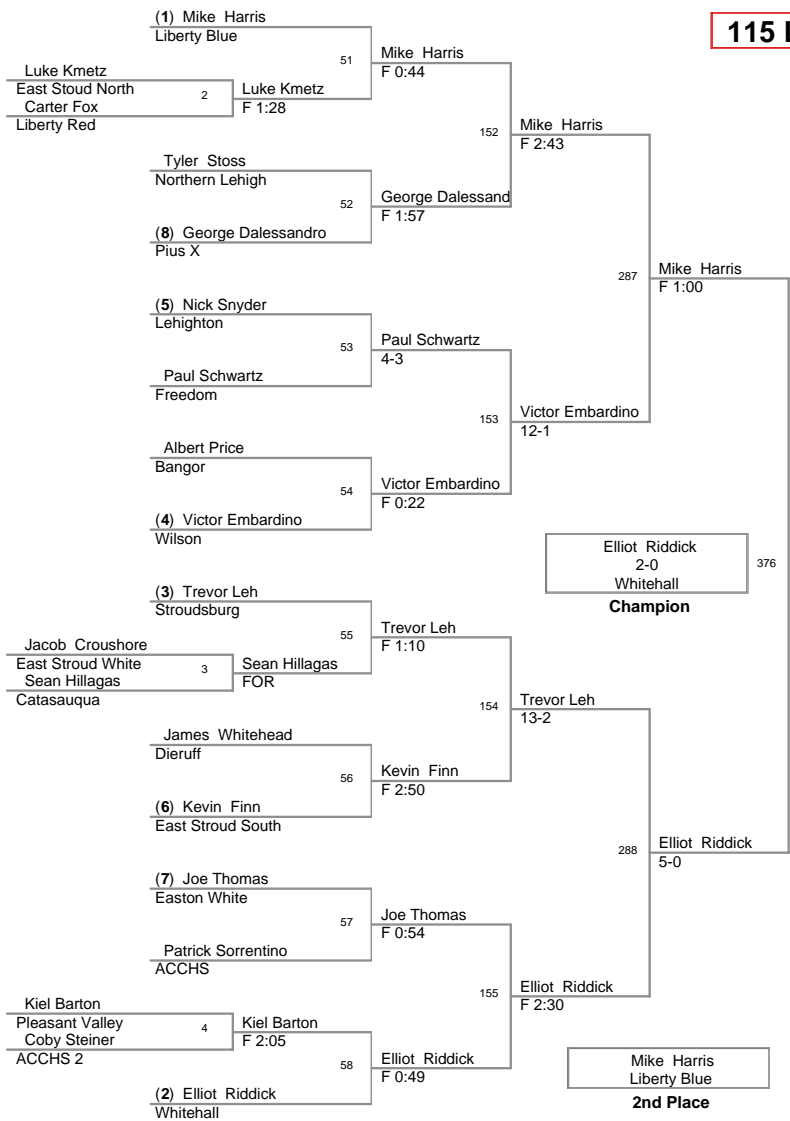 (1) Mike Harris
Liberty Blue
115 
51
Mike Harris
F 0:44
Luke Kmetz
East Stoud North
2
Carter Fox
Liberty Red
Luke Kmetz
F 1:28
152
Mike Harris
F 2:43
Tyler Stoss
Northern Lehigh
52
George Dalessand
F 1:57
(8) George Dalessandro
Pius X
287
Mike Harris
F 1:00
(5) Nick Snyder
Lehighton
53
Paul Schwartz
4-3
Paul Schwartz
Freedom
153
Victor Embardino
12-1
Albert Price
Bangor
54
Victor Embardino
F 0:22
(4) Victor Embardino
Wilson
Elliot Riddick
2-0
Whitehall
376
Champion
(3) Trevor Leh
Stroudsburg
55
Trevor Leh
F 1:10
Jacob Croushore
East Stroud White
3
Sean Hillagas
Catasauqua
Sean Hillagas
FOR
154
Trevor Leh
13-2
James Whitehead
Dieruff
56
Kevin Finn
F 2:50
(6) Kevin Finn
East Stroud South
288
Elliot Riddick
5-0
(7) Joe Thomas
Easton White
57
Joe Thomas
F 0:54
Patrick Sorrentino
ACCHS
155
Elliot Riddick
F 2:30
Kiel Barton
Pleasant Valley
4
Coby Steiner
ACCHS 2
Kiel Barton
F 2:05
58
Elliot Riddick
F 0:49
(2) Elliot Riddick
Whitehall
Mike Harris
Liberty Blue
2nd Place